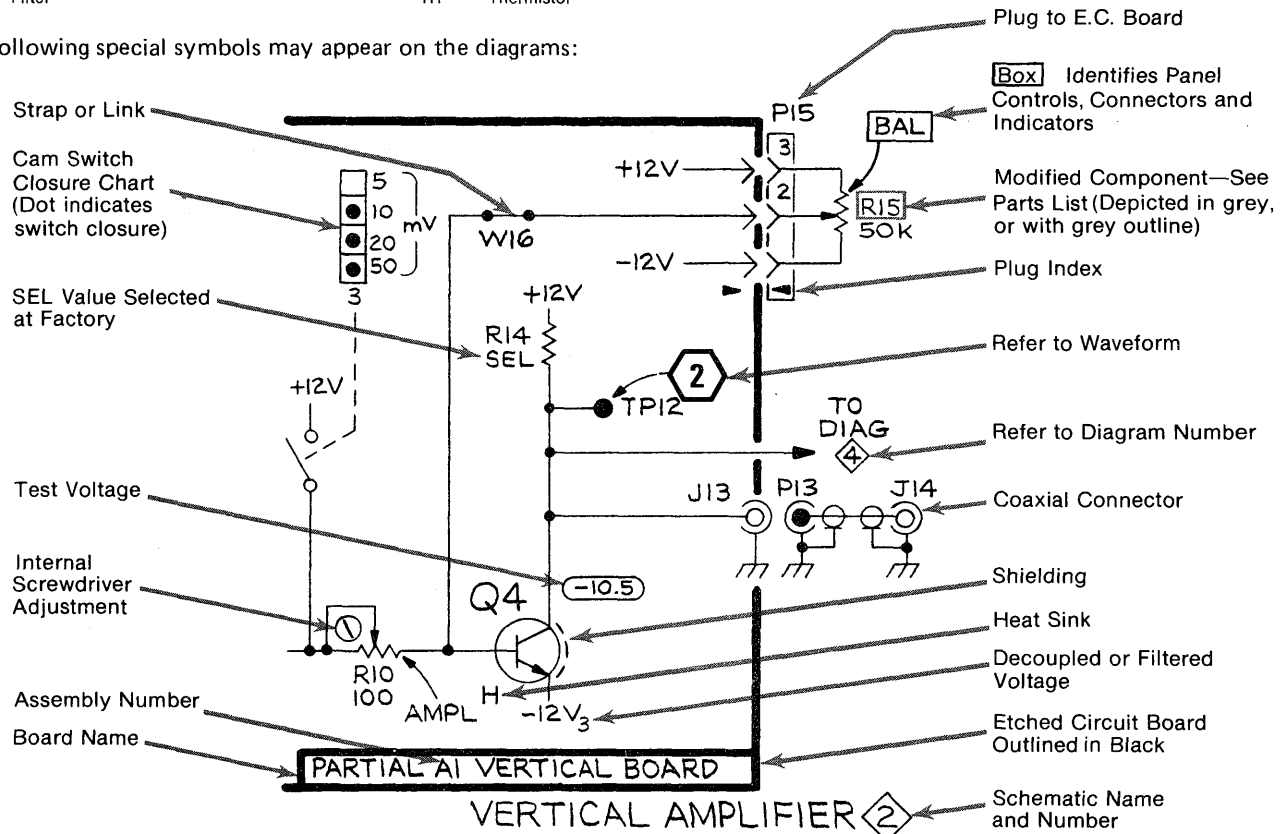 Filter
Thermistor
ollowing special symbols may appear on the diagrams:
Strap or Link
Cam Switch
Closure Chart
(Dot indicates
switch closure)
SEL Value Selected
at Factory
Test Voltage
Internal
Screwdriver
Adjustment
Assembly Number
Board Name
5
10
20
50
mV
3
+12V
W16
+12V
R14
SEL
2
TP12
+12V
-12V
P15
3
2
BAL
R15
50K
TO
DIAG
4
J13
P13
J14
-10.5
Q4
R10
100
AMPL
H
-12V3
PARTIAL A1 VERTICAL BOARD
VERTICAL AMPLIFIER 2
Plug to E.C. Board
Box Identifies Panel
Controls, Connectors and
Indicators
Modified Component—See
Parts List (Depicted in grey,
or with grey outline)
Plug Index
Refer to Waveform
Refer to Diagram Number
Coaxial Connector
Shielding
Heat Sink
Decoupled or Filtered
Voltage
Etched Circuit Board
Outlined in Black
Schematic Name
and Number